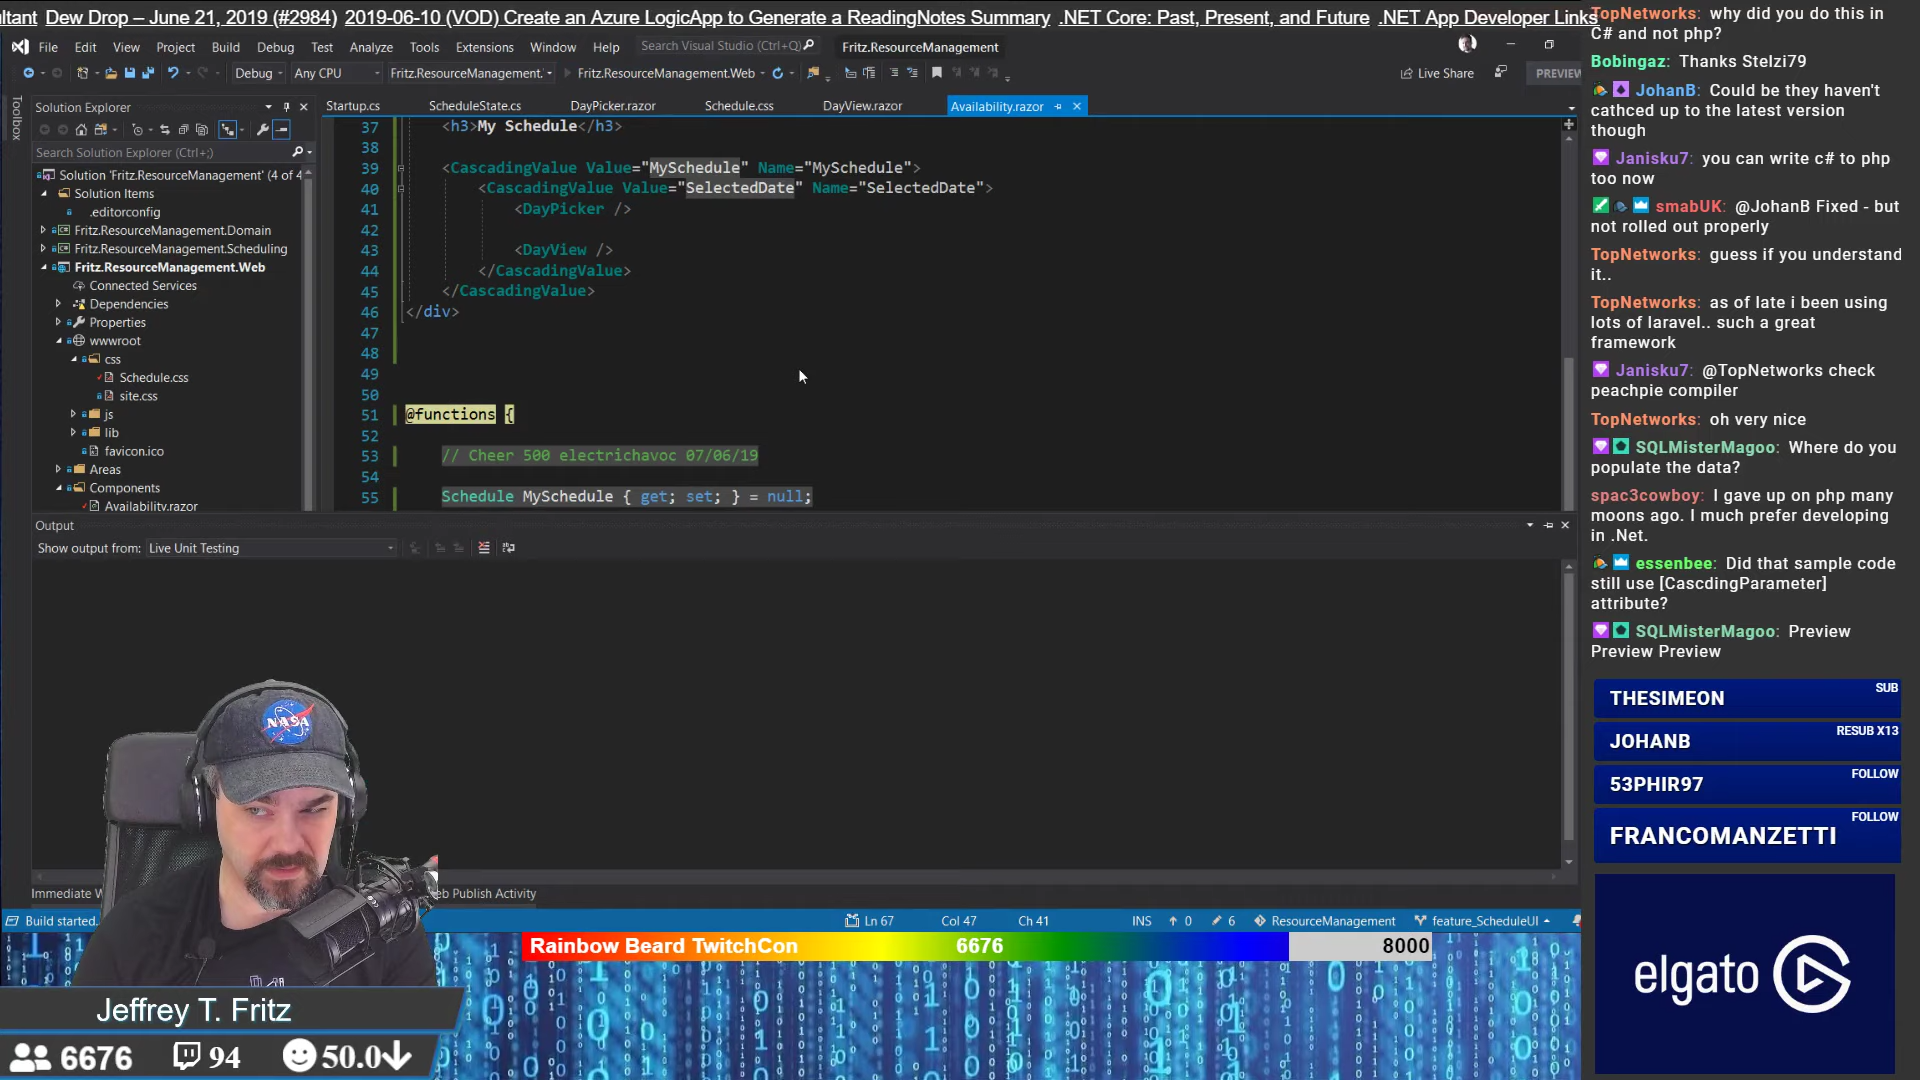 ltant Dew Drop – June 21, 2019 (#2984) 2019-06-10 (VOD) Create an Azure LogicApp to Generate a ReadingNotes Summary .NET Core: Past, Present, and Future .NET App Developer Links
File Edit View Project Build Debug Test Analyze Tools Extensions Window Help Search Visual Studio (Ctrl+Q) Fritz.ResourceManagement
Debug Any CPU Fritz.ResourceManagement. Fritz.ResourceManagement.Web Live Share PREVIEW
Toolbox
Solution Explorer
Search Solution Explorer (Ctrl+;)
Solution 'Fritz.ResourceManagement' (4 of 4
Solution Items
.editorconfig
Fritz.ResourceManagement.Domain
Fritz.ResourceManagement.Scheduling
Fritz.ResourceManagement.Web
Connected Services
Dependencies
Properties
wwwroot
css
Schedule.css
site.css
js
lib
favicon.ico
Areas
Components
Availability.razor
Startup.cs ScheduleState.cs DayPicker.razor Schedule.css DayView.razor Availability.razor
37 <h3>My Schedule</h3>
38
39 <CascadingValue Value="MySchedule" Name="MySchedule">
40 <CascadingValue Value="SelectedDate" Name="SelectedDate">
41 <DayPicker />
42
43 <DayView />
44 </CascadingValue>
45 </CascadingValue>
46 </div>
47
48
49
50
51 @functions {
52
53 // Cheer 500 electrichavoc 07/06/19
54
55 Schedule MySchedule { get; set; } = null;
Output
Show output from: Live Unit Testing
Immediate W
eb Publish Activity
Build started. Ln 67 Col 47 Ch 41 INS 0 6 ResourceManagement feature_ScheduleUI
Rainbow Beard TwitchCon 6676 8000
NASA
Jeffrey T. Fritz
6676 94 50.0
TopNetworks: why did you do this in
C# and not php?
Bobingaz: Thanks Stelzi79
JohanB: Could be they haven't
cathced up to the latest version
though
Janisku7: you can write c# to php
too now
smabUK: @JohanB Fixed - but
not rolled out properly
TopNetworks: guess if you understand
it..
TopNetworks: as of late i been using
lots of laravel.. such a great
framework
Janisku7: @TopNetworks check
peachpie compiler
TopNetworks: oh very nice
SQLMisterMagoo: Where do you
populate the data?
spac3cowboy: I gave up on php many
moons ago. I much prefer developing
in .Net.
essenbee: Did that sample code
still use [CascdingParameter]
attribute?
SQLMisterMagoo: Preview
Preview Preview
THESIMEON SUB
JOHANB RESUB X13
53PHIR97 FOLLOW
FRANCOMANZETTI FOLLOW
elgato